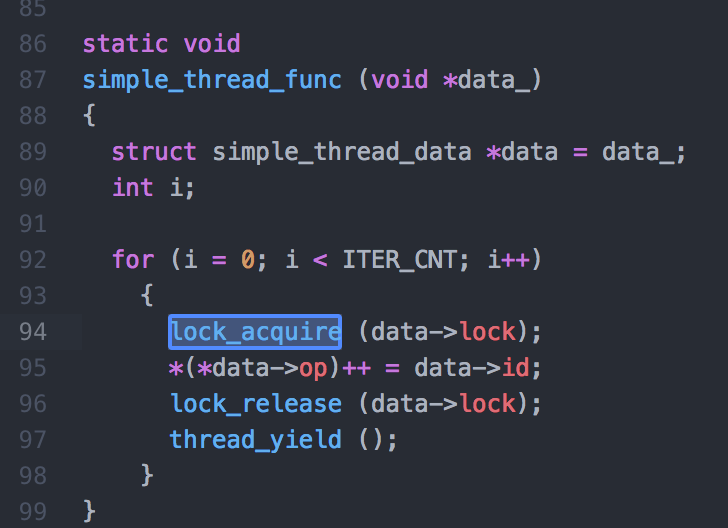 85
86 static void
87 simple_thread_func (void *data_)
88 {
89 struct simple_thread_data *data = data_;
90 int i;
91
92 for (i = 0; i < ITER_CNT; i++)
93 {
94 lock_acquire (data->lock);
95 *(*data->op)++ = data->id;
96 lock_release (data->lock);
97 thread_yield ();
98 }
99 }